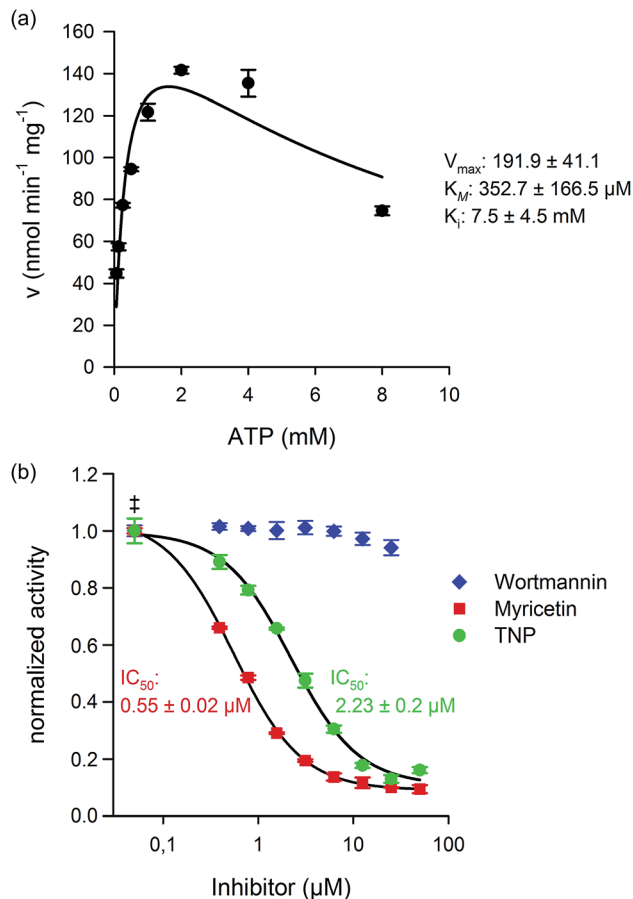 (a)
160
140
120
100
80
60
40
20
0
v (nmol min⁻¹ mg⁻¹)
0 2 4 6 8 10
ATP (mM)
Vmax: 191.9 ± 41.1
KM: 352.7 ± 166.5 µM
Ki: 7.5 ± 4.5 mM
(b)
1.2
1.0
0.8
0.6
0.4
0.2
0.0
normalized activity
‡
IC50:
0.55 ± 0.02 µM
IC50:
2.23 ± 0.2 µM
Wortmannin
Myricetin
TNP
0,1 1 10 100
Inhibitor (µM)